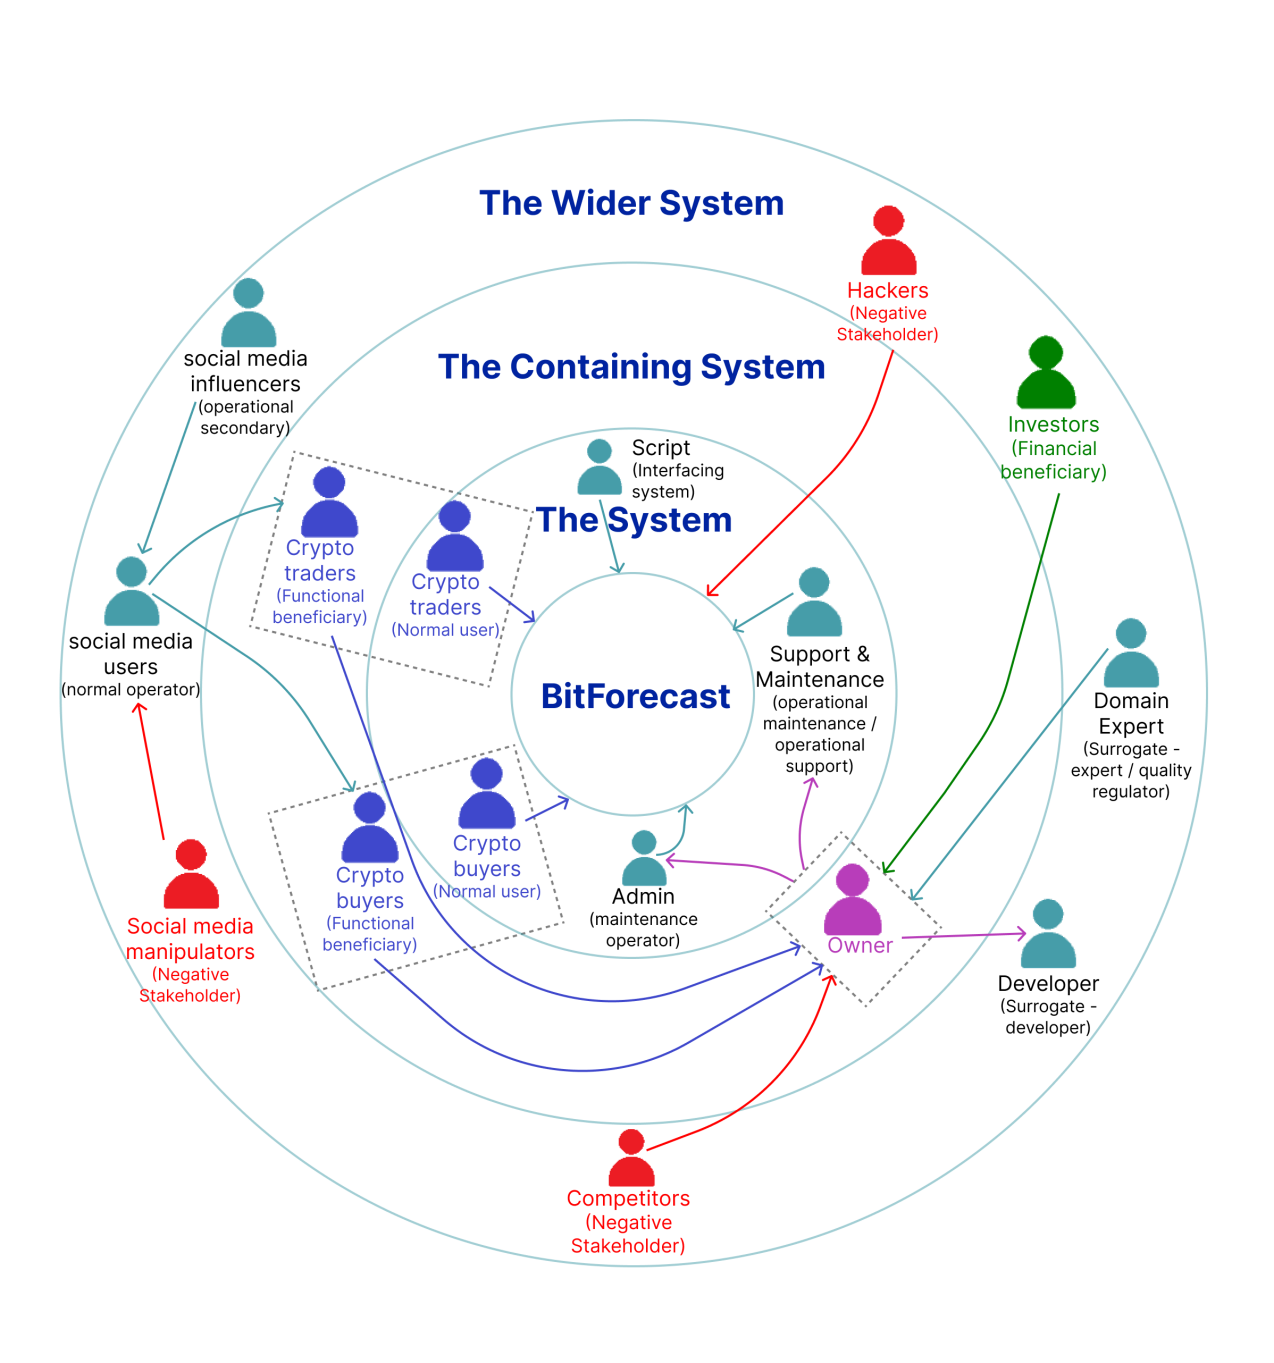 The Wider System
Hackers
(Negative
Stakeholder)
social media
influencers
(operational
secondary)
The Containing System
Investors
(Financial
beneficiary)
Script
(Interfacing
system)
The System
Crypto
traders
(Functional
beneficiary)
Crypto
traders
(Normal user)
social media
users
(normal operator)
Support &
Maintenance
(operational
maintenance /
operational
support)
BitForecast
Domain
Expert
(Surrogate -
expert / quality
regulator)
Crypto
buyers
(Normal user)
Crypto
buyers
(Functional
beneficiary)
Admin
(maintenance
operator)
Owner
Social media
manipulators
(Negative
Stakeholder)
Developer
(Surrogate -
developer)
Competitors
(Negative
Stakeholder)